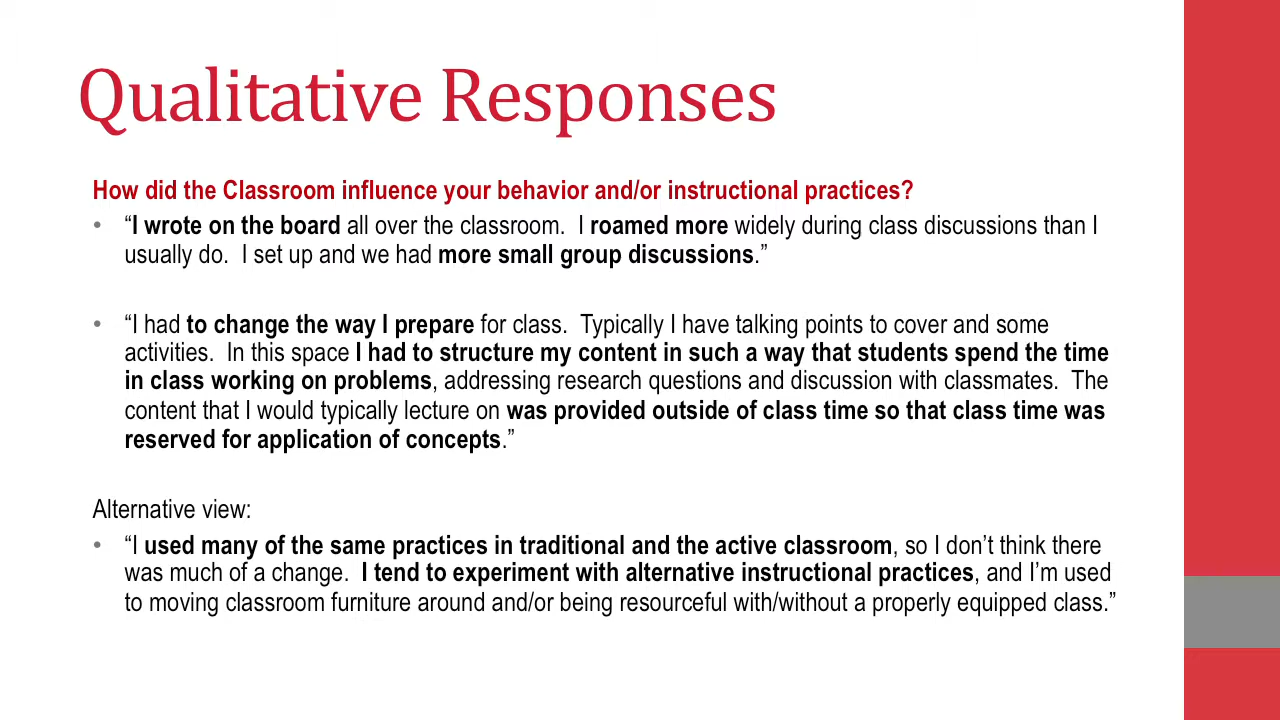 Qualitative Responses
How did the Classroom influence your behavior and/or instructional practices?
• “I wrote on the board all over the classroom.  I roamed more widely during class discussions than I
usually do.  I set up and we had more small group discussions.”
• “I had to change the way I prepare for class.  Typically I have talking points to cover and some
activities.  In this space I had to structure my content in such a way that students spend the time
in class working on problems, addressing research questions and discussion with classmates.  The
content that I would typically lecture on was provided outside of class time so that class time was
reserved for application of concepts.”
Alternative view:
• “I used many of the same practices in traditional and the active classroom, so I don’t think there
was much of a change.  I tend to experiment with alternative instructional practices, and I’m used
to moving classroom furniture around and/or being resourceful with/without a properly equipped class.”